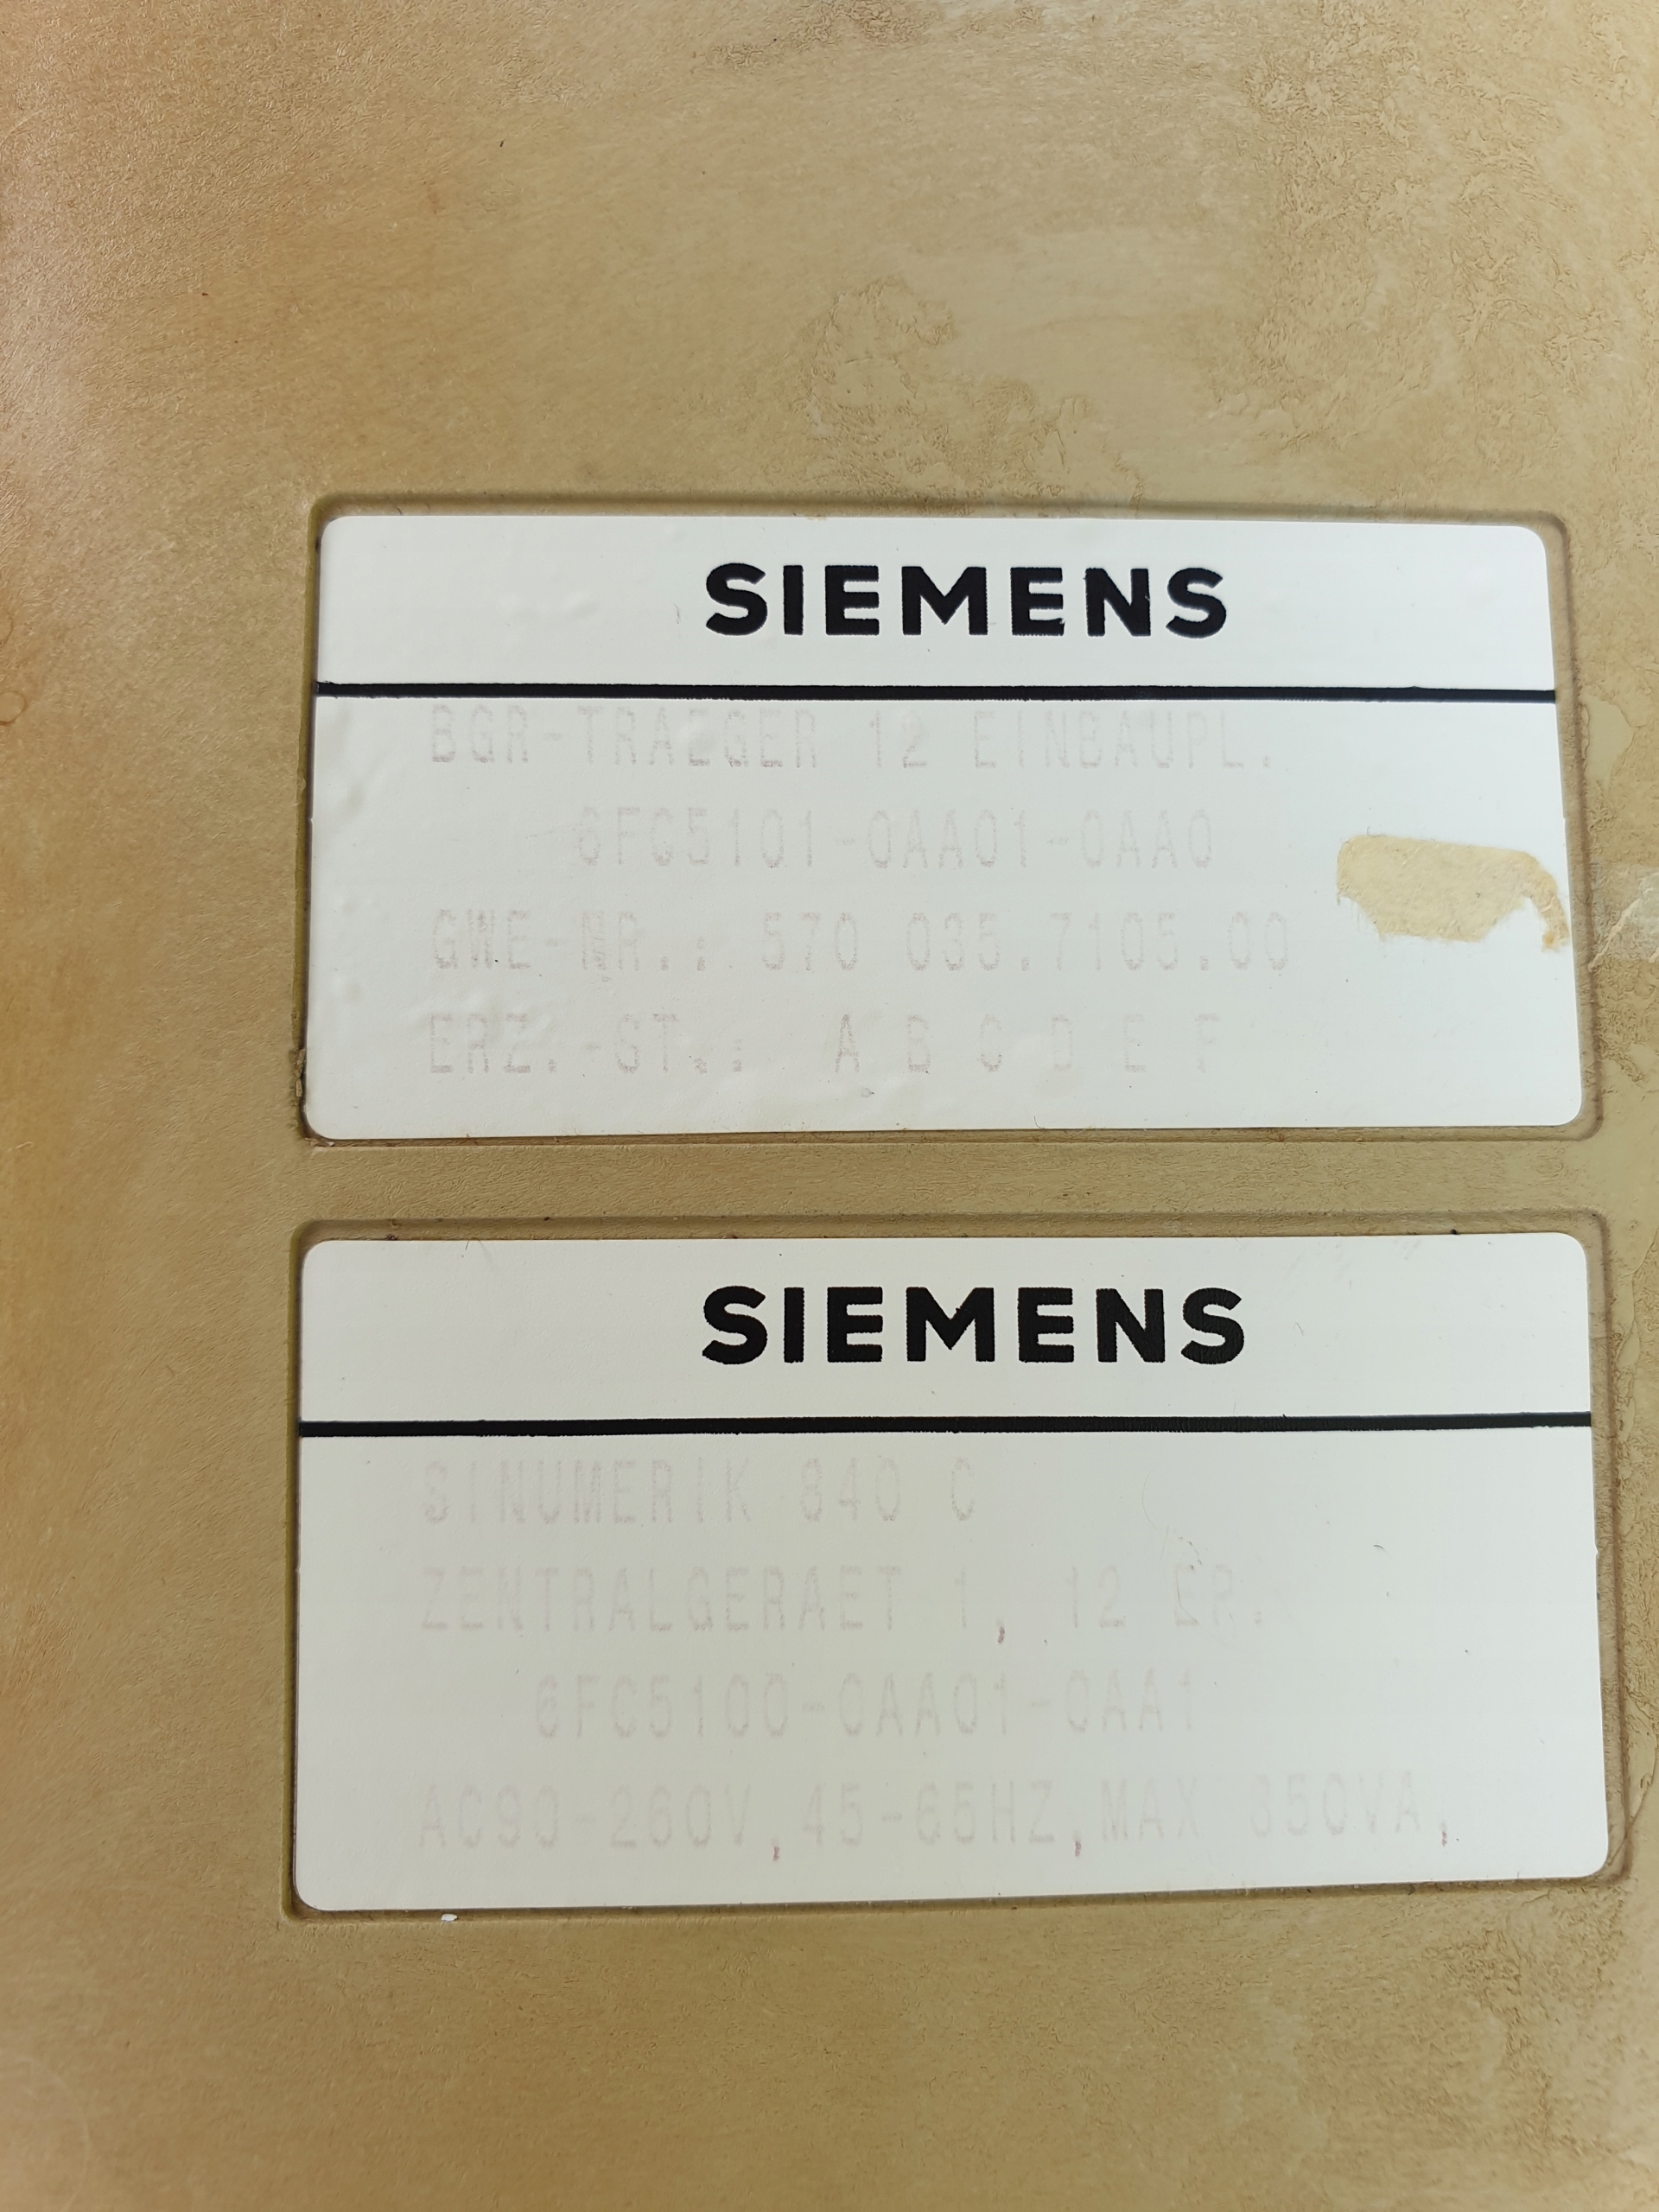 SIEMENS
BGR-TRAEGER 12 EINBAUPL.
6FC5101-0AA01-0AA0
GWE-NR.: 570 035.7105.00
ERZ.-ST.: A B C D E F
SIEMENS
SINUMERIK 840 C
ZENTRALGERAET 1, 12 EP.
6FC5100-0AA01-0AA1
AC90-260V,45-65HZ,MAX 350VA,